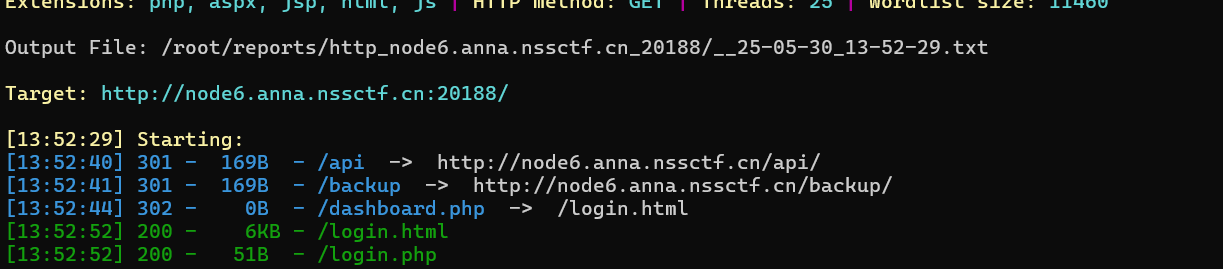 Extensions: php, aspx, jsp, html, js | HTTP method: GET | Threads: 25 | Wordlist size: 11460
Output File: /root/reports/http_node6.anna.nssctf.cn_20188/__25-05-30_13-52-29.txt
Target: http://node6.anna.nssctf.cn:20188/
[13:52:29] Starting:
[13:52:40] 301 -  169B  - /api  ->  http://node6.anna.nssctf.cn/api/
[13:52:41] 301 -  169B  - /backup  ->  http://node6.anna.nssctf.cn/backup/
[13:52:44] 302 -    0B  - /dashboard.php  ->  /login.html
[13:52:52] 200 -    6KB - /login.html
[13:52:52] 200 -   51B  - /login.php